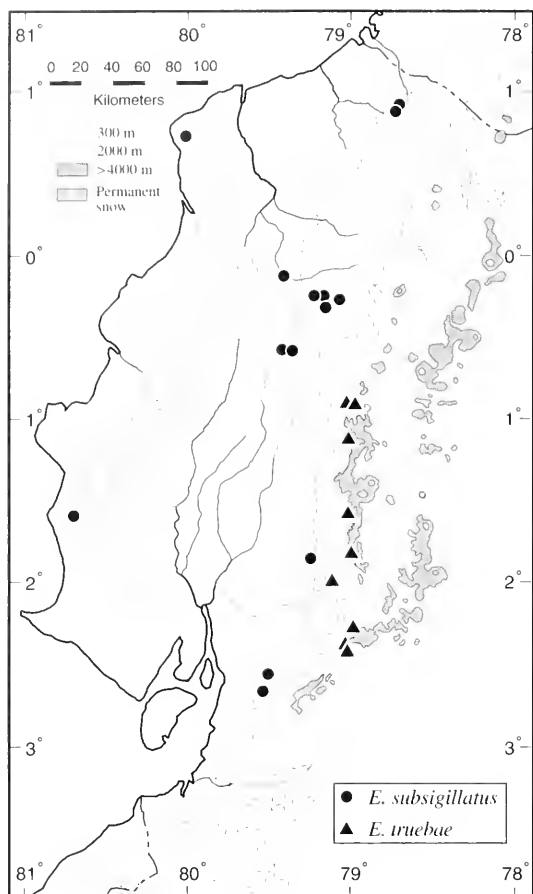 81 80 79 78
0 20 40 60 80 100
Kilometers
300 m
2000 m
>4000 m
Permanent
snow
1° 1°
0° 0°
1° 1°
2° 2°
3° 3°
E. subsigillatus
E. truebae
81° 80° 79° 78°